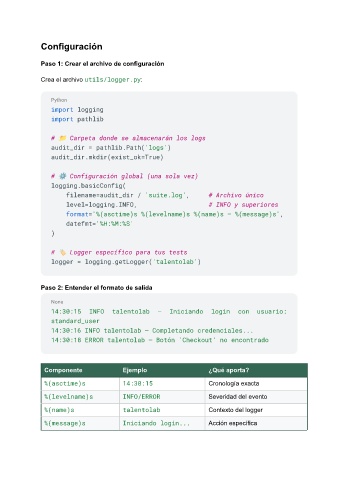 Configuración
Paso 1: Crear el archivo de configuración
Crea el archivo utils/logger.py:
Python
import logging
import pathlib
# 📁 Carpeta donde se almacenarán los logs
audit_dir = pathlib.Path('logs')
audit_dir.mkdir(exist_ok=True)
# ⚙️ Configuración global (una sola vez)
logging.basicConfig(
filename=audit_dir / 'suite.log', # Archivo único
level=logging.INFO, # INFO y superiores
format='%(asctime)s %(levelname)s %(name)s – %(message)s',
datefmt='%H:%M:%S'
)
# 🏷️ Logger específico para tus tests
logger = logging.getLogger('talentolab')
Paso 2: Entender el formato de salida
None
14:30:15 INFO talentolab – Iniciando login con usuario:
standard_user
14:30:16 INFO talentolab – Completando credenciales...
14:30:18 ERROR talentolab – Botón 'Checkout' no encontrado
Componente Ejemplo ¿Qué aporta?
%(asctime)s 14:30:15 Cronología exacta
%(levelname)s INFO/ERROR Severidad del evento
%(name)s talentolab Contexto del logger
%(message)s Iniciando login... Acción específica